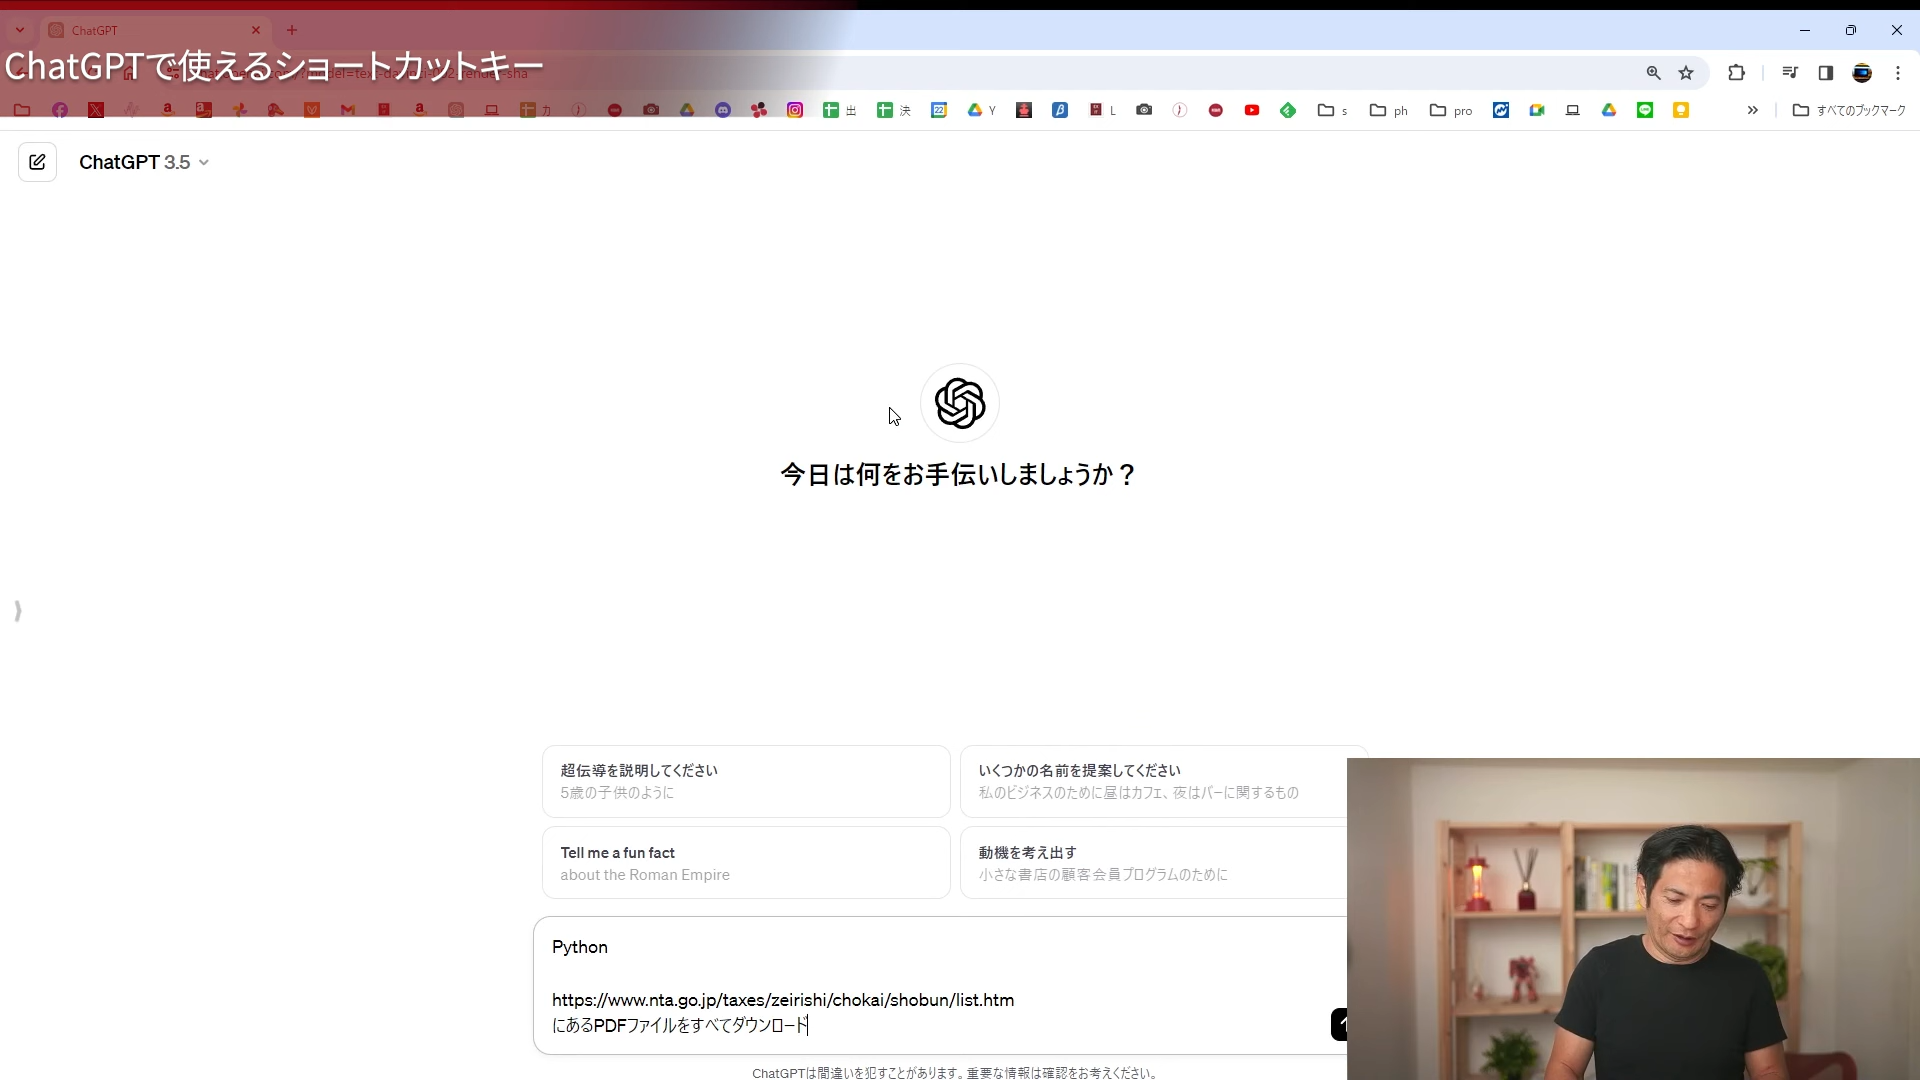 ChatGPT
ChatGPTで使えるショートカットキー
カ
出
決
Y
L
s
ph
pro
すべてのブックマーク
ChatGPT 3.5
今日は何をお手伝いしましょうか？
超伝導を説明してください
5歳の子供のように
いくつかの名前を提案してください
私のビジネスのために昼はカフェ、夜はバーに関するもの
Tell me a fun fact
about the Roman Empire
動機を考え出す
小さな書店の顧客会員プログラムのために
Python
https://www.nta.go.jp/taxes/zeirishi/chokai/shobun/list.htm
にあるPDFファイルをすべてダウンロード
ChatGPTは間違いを犯すことがあります。重要な情報は確認をお考えください。